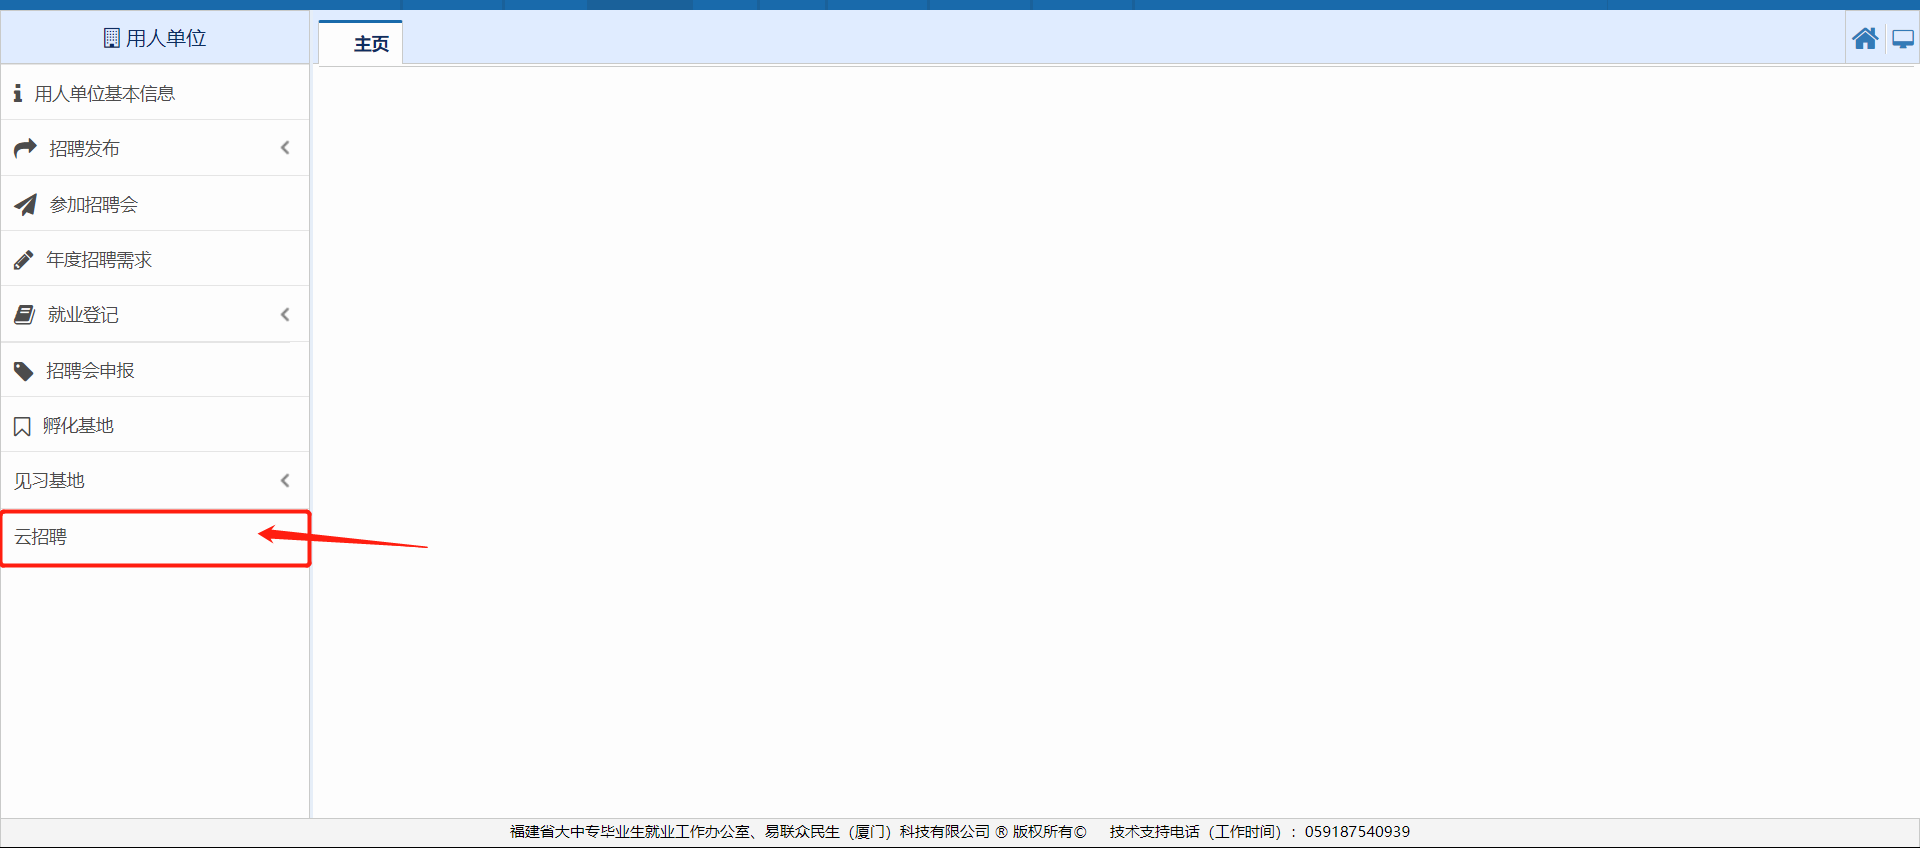 用人单位
主页
用人单位基本信息
招聘发布
参加招聘会
年度招聘需求
就业登记
招聘会申报
孵化基地
见习基地
云招聘
福建省大中专毕业生就业工作办公室、易联众民生（厦门）科技有限公司 ® 版权所有© 技术支持电话（工作时间）：059187540939